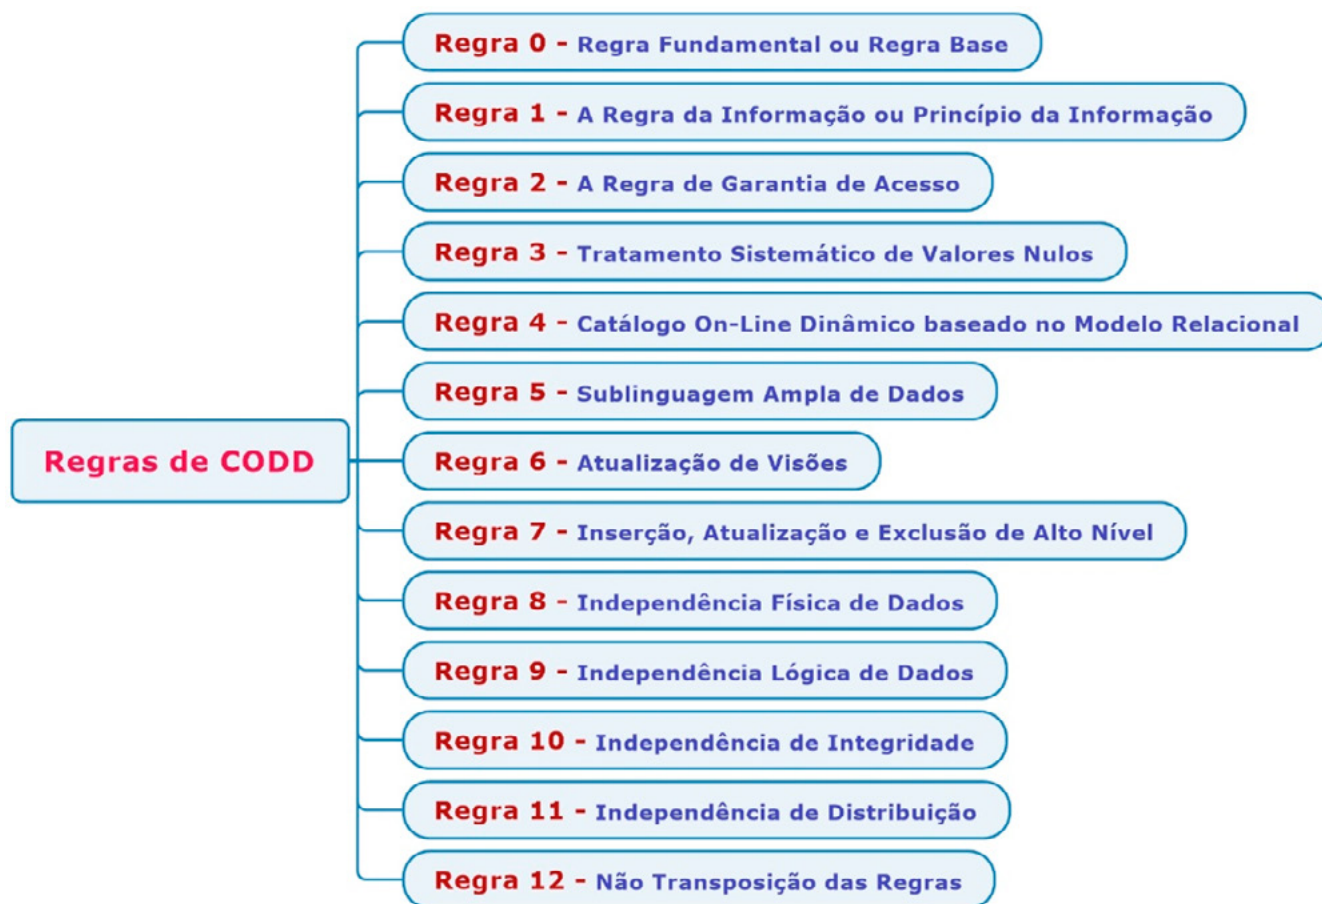 Regra 0 - Regra Fundamental ou Regra Base
Regra 1 - A Regra da Informação ou Princípio da Informação
Regra 2 - A Regra de Garantia de Acesso
Regra 3 - Tratamento Sistemático de Valores Nulos
Regra 4 - Catálogo On-Line Dinâmico baseado no Modelo Relacional
Regra 5 - Sublinguagem Ampla de Dados
Regras de CODD
Regra 6 - Atualização de Visões
Regra 7 - Inserção, Atualização e Exclusão de Alto Nível
Regra 8 - Independência Física de Dados
Regra 9 - Independência Lógica de Dados
Regra 10 - Independência de Integridade
Regra 11 - Independência de Distribuição
Regra 12 - Não Transposição das Regras